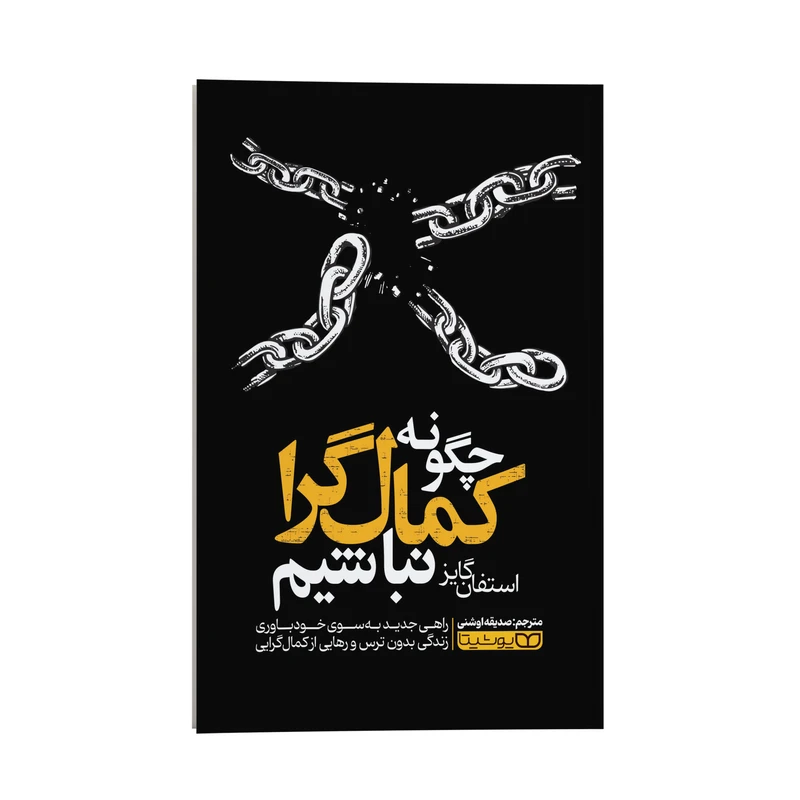 چگونه
کمال‌گرا
نباشیم
استفان گایز
مترجم: صدیقه اوشنی
یوشیتا
راهی جدید به‌سوی خودباوری
زندگی بدون ترس و رهایی از کمال‌گرایی